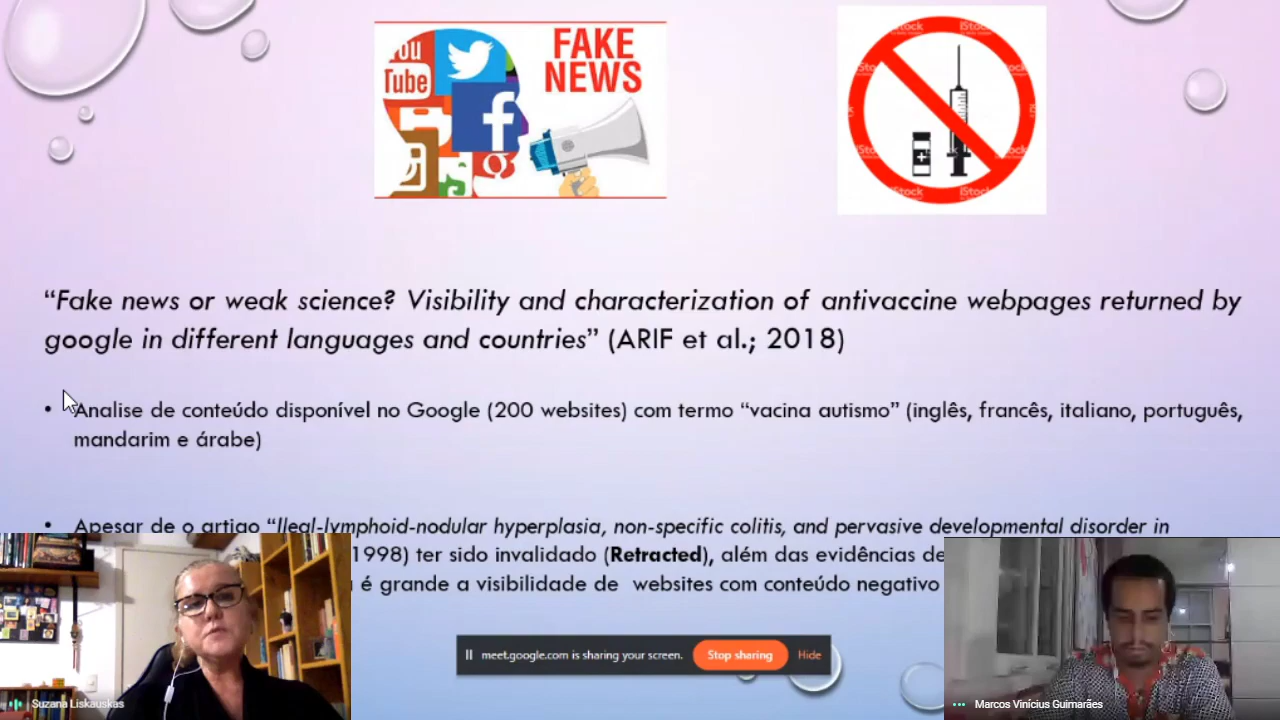 You
Tube
FAKE
NEWS
iStock
“Fake news or weak science? Visibility and characterization of antivaccine webpages returned by
google in different languages and countries” (ARIF et al.; 2018)
• Analise de conteúdo disponível no Google (200 websites) com termo “vacina autismo” (inglês, francês, italiano, português,
mandarim e árabe)
• Apesar de o artigo “Ileal-lymphoid-nodular hyperplasia, non-specific colitis, and pervasive developmental disorder in
1998) ter sido invalidado (Retracted), além das evidências de
é grande a visibilidade de websites com conteúdo negativo
meet.google.com is sharing your screen. Stop sharing Hide
Suzana Liskauskas
Marcos Vinícius Guimarães